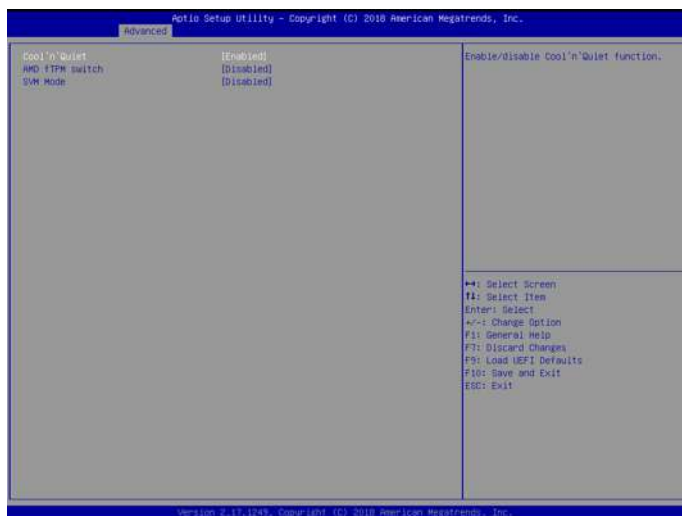 Aptio Setup Utility - Copyright (C) 2018 American Megatrends, Inc.
Advanced
Cool'n'Quiet [Enabled]
AMD fTPM switch [Disabled]
SVM Mode [Disabled]
Enable/disable Cool'n'Quiet function.
↔: Select Screen
↑↓: Select Item
Enter: Select
+/-: Change Option
F1: General Help
F7: Discard Changes
F9: Load UEFI Defaults
F10: Save and Exit
ESC: Exit
Version 2.17.1249. Copyright (C) 2018 American Megatrends, Inc.